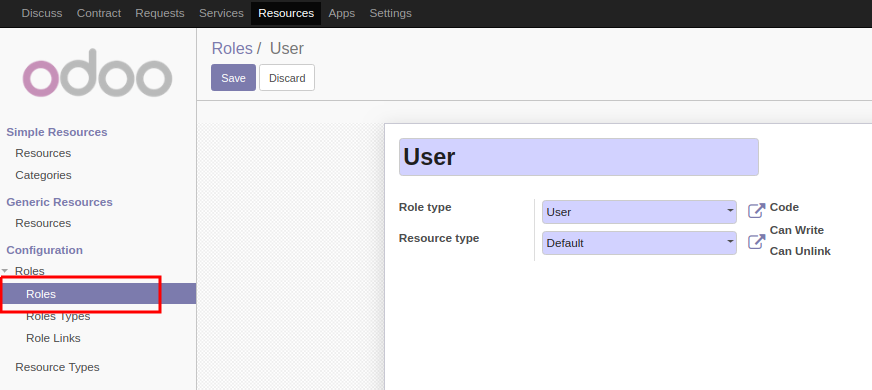 Discuss Contract Requests Services Resources Apps Settings
odoo
Simple Resources
Resources
Categories
Generic Resources
Resources
Configuration
Roles
Roles
Roles Types
Role Links
Resource Types
Roles / User
Save Discard
User
Role type User Code
Can Write
Resource type Default
Can Unlink